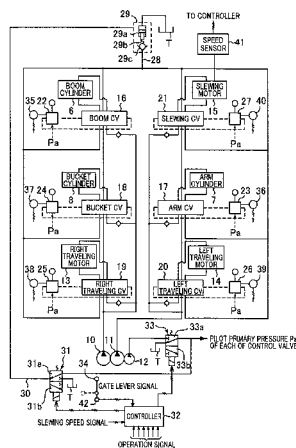 29
29a
29b
29c
28
TO CONTROLLER
SPEED
SENSOR
41
BOOM
CYLINDER
SLEWING
MOTOR
35
22
6
16
BOOM CV
21
SLEWING CV
15
27
40
Pa
Pa
BUCKET
CYLINDER
ARM
CYLINDER
37
24
8
18
BUCKET CV
17
ARM CV
7
23
36
Pa
Pa
RIGHT
TRAVELING
MOTOR
LEFT
TRAVELING
MOTOR
38
25
13
19
RIGHT
TRAVELING CV
20
LEFT
TRAVELING CV
14
26
39
Pa
Pa
10
11
12
33
33a
33b
T
PILOT PRIMARY PRESSURE Pa
OF EACH OF CONTROL VALVE
31a
31
T
34
30
31b
GATE LEVER SIGNAL
42
32
SLEWING SPEED SIGNAL
CONTROLLER
OPERATION SIGNAL